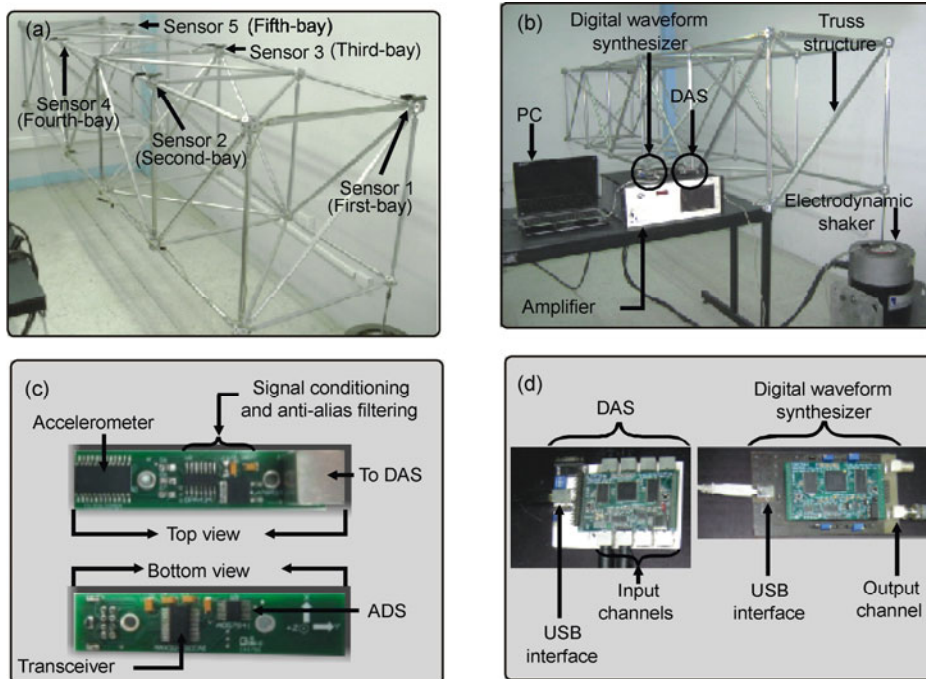 (a)
Sensor 5 (Fifth-bay)
Sensor 3 (Third-bay)
Sensor 4
(Fourth-bay)
Sensor 2
(Second-bay)
Sensor 1
(First-bay)
(b)
Digital waveform
synthesizer
Truss
structure
DAS
PC
Electrodynamic
shaker
Amplifier
(c)
Signal conditioning
and anti-alias filtering
Accelerometer
To DAS
Top view
Bottom view
ADS
Transceiver
(d)
DAS
Digital waveform
synthesizer
Input
channels
USB
interface
USB
interface
Output
channel